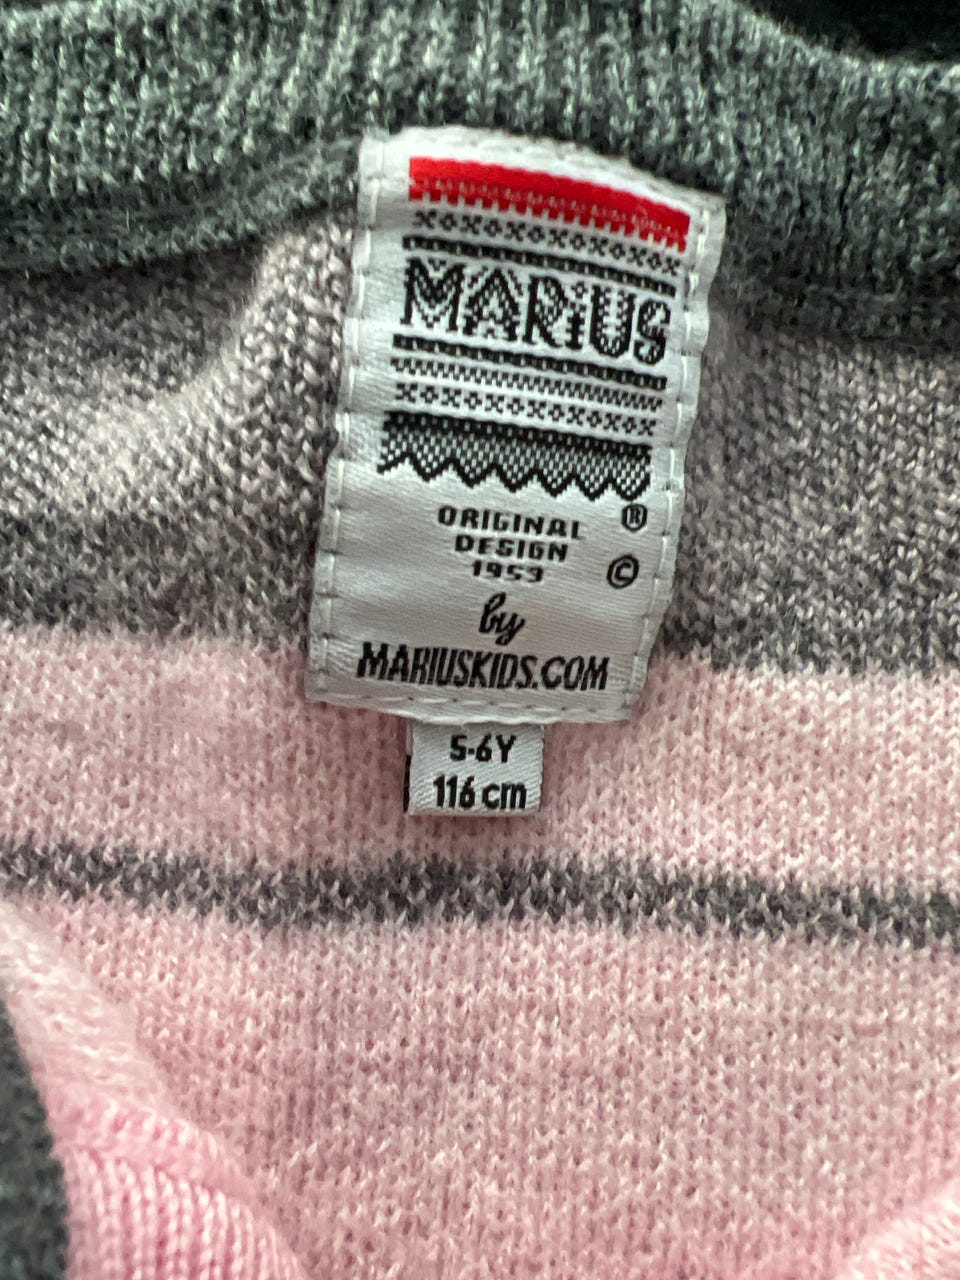 MARiUS
®
ORIGINAL
DESIGN
1953
©
by
MARIUSKIDS.COM
5-6Y
116 cm